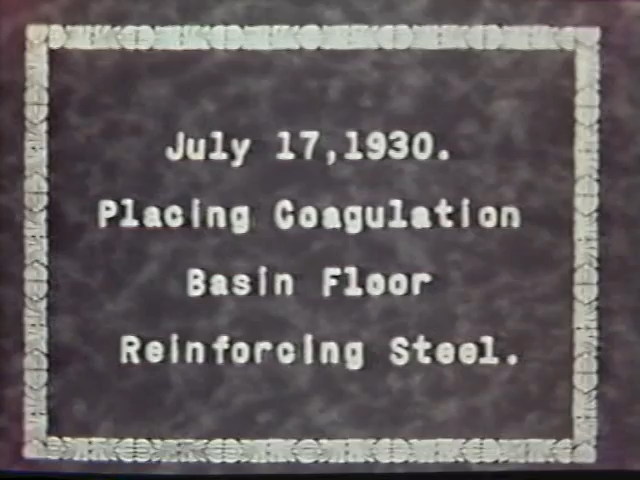 July 17,1930.
Placing Coagulation
Basin Floor
Reinforcing Steel.